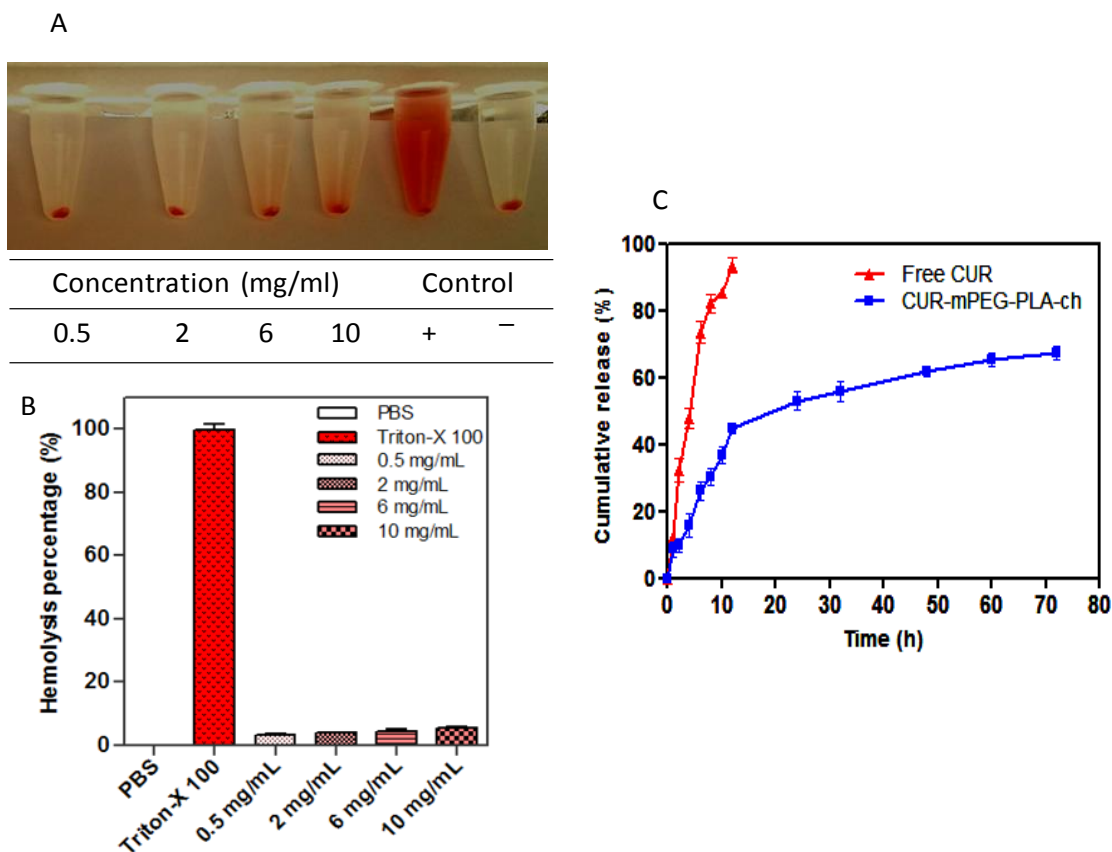 A
Concentration (mg/ml) Control
0.5 2 6 10 + −
B
Hemolysis percentage (%)
100
80
60
40
20
0
PBS
Triton-X 100
0.5 mg/mL
2 mg/mL
6 mg/mL
10 mg/mL
PBS
Triton-X 100
0.5 mg/mL
2 mg/mL
6 mg/mL
10 mg/mL
C
Cumulative release (%)
100
80
60
40
20
0
Free CUR
CUR-mPEG-PLA-ch
0 10 20 30 40 50 60 70 80
Time (h)